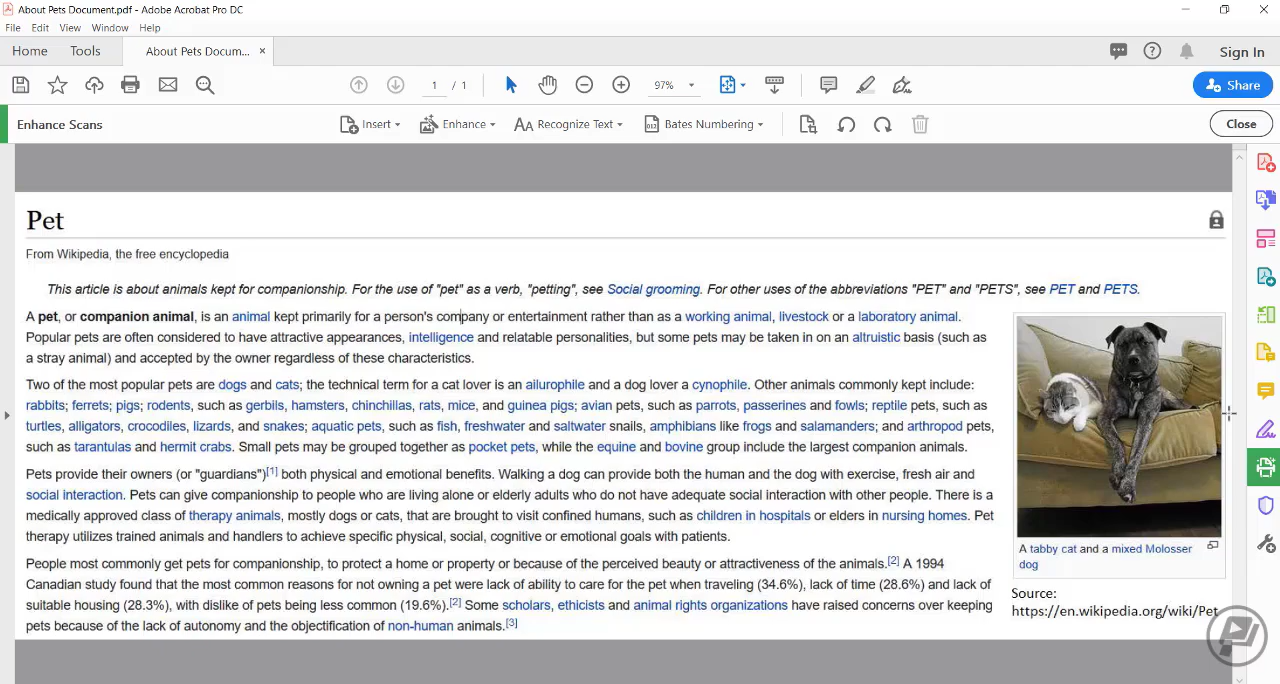 About Pets Document.pdf - Adobe Acrobat Pro DC
File Edit View Window Help
Home Tools About Pets Docum... × Sign In
1 / 1 97% Share
Enhance Scans Insert Enhance Recognize Text Bates Numbering Close
Pet
From Wikipedia, the free encyclopedia
This article is about animals kept for companionship. For the use of "pet" as a verb, "petting", see Social grooming. For other uses of the abbreviations "PET" and "PETS", see PET and PETS.
A pet, or companion animal, is an animal kept primarily for a person's company or entertainment rather than as a working animal, livestock or a laboratory animal.
Popular pets are often considered to have attractive appearances, intelligence and relatable personalities, but some pets may be taken in on an altruistic basis (such as
a stray animal) and accepted by the owner regardless of these characteristics.
Two of the most popular pets are dogs and cats; the technical term for a cat lover is an ailurophile and a dog lover a cynophile. Other animals commonly kept include:
rabbits; ferrets; pigs; rodents, such as gerbils, hamsters, chinchillas, rats, mice, and guinea pigs; avian pets, such as parrots, passerines and fowls; reptile pets, such as
turtles, alligators, crocodiles, lizards, and snakes; aquatic pets, such as fish, freshwater and saltwater snails, amphibians like frogs and salamanders; and arthropod pets,
such as tarantulas and hermit crabs. Small pets may be grouped together as pocket pets, while the equine and bovine group include the largest companion animals.
Pets provide their owners (or "guardians")[1] both physical and emotional benefits. Walking a dog can provide both the human and the dog with exercise, fresh air and
social interaction. Pets can give companionship to people who are living alone or elderly adults who do not have adequate social interaction with other people. There is a
medically approved class of therapy animals, mostly dogs or cats, that are brought to visit conhned humans, such as children in hospitals or elders in nursing homes. Pet
therapy utilizes trained animals and handlers to achieve specific physical, social, cognitive or emotional goals with patients.
People most commonly get pets for companionship, to protect a home or property or because of the perceived beauty or attractiveness of the animals.[2] A 1994
Canadian study found that the most common reasons for not owning a pet were lack of ability to care for the pet when traveling (34.6%), lack of time (28.6%) and lack of
suitable housing (28.3%), with dislike of pets being less common (19.6%).[2] Some scholars, ethicists and animal rights organizations have raised concerns over keeping
pets because of the lack of autonomy and the objectification of non-human animals.[3]
A tabby cat and a mixed Molosser
dog
Source:
https://en.wikipedia.org/wiki/Pet